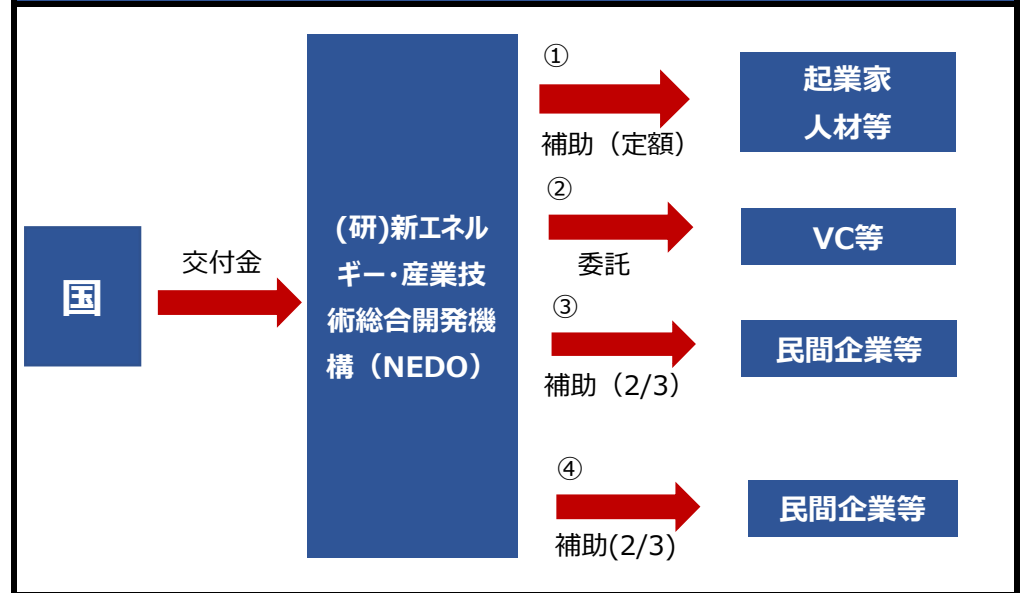 国
交付金
(研)新エネル
ギー・産業技
術総合開発機
構（NEDO）
①
補助（定額）
起業家
人材等
②
委託
VC等
③
補助（2/3）
民間企業等
④
補助(2/3)
民間企業等